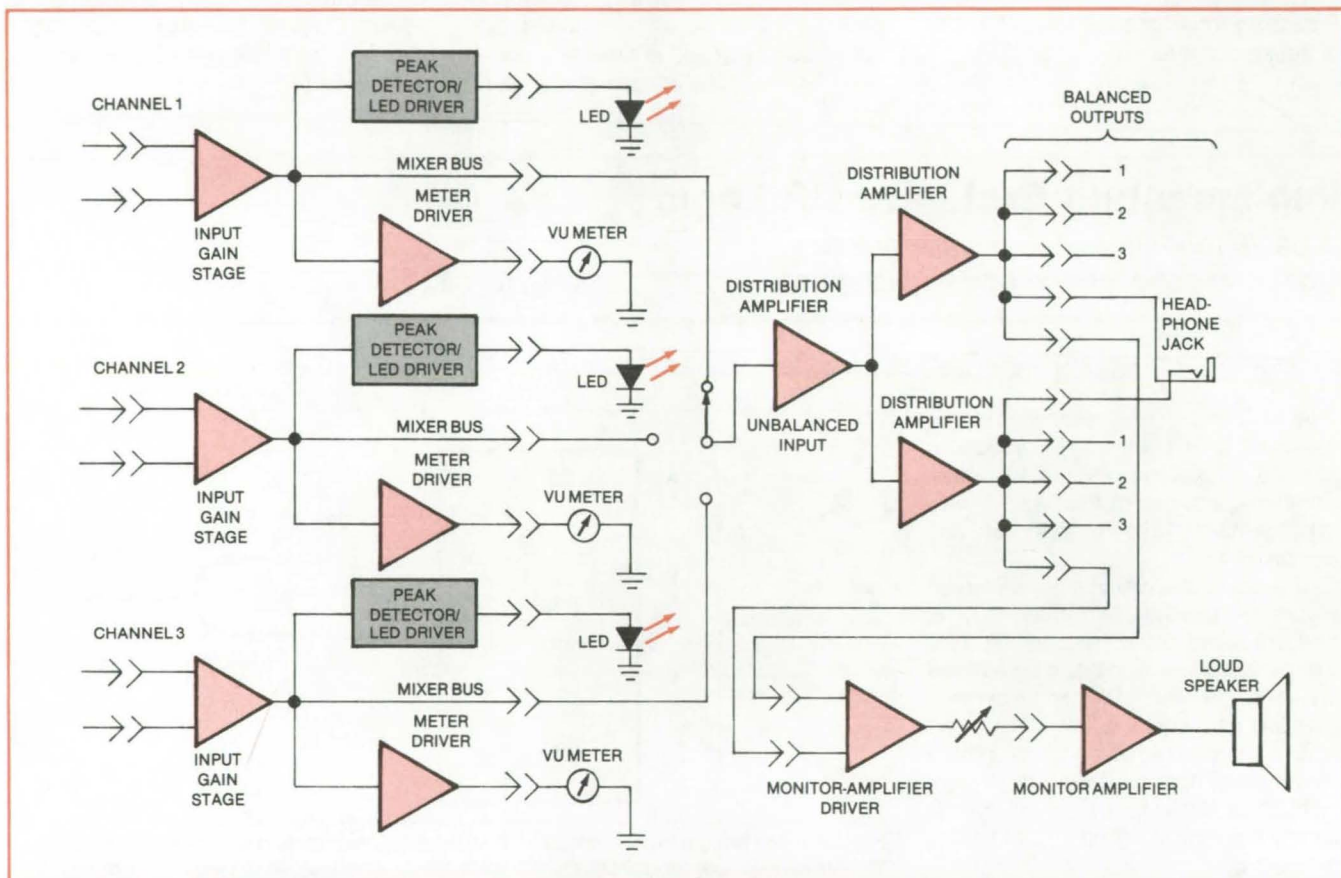 CHANNEL 1
INPUT
GAIN
STAGE
PEAK
DETECTOR/
LED DRIVER
LED
MIXER BUS
METER
DRIVER
VU METER
CHANNEL 2
INPUT
GAIN
STAGE
PEAK
DETECTOR/
LED DRIVER
LED
MIXER BUS
METER
DRIVER
VU METER
CHANNEL 3
INPUT
GAIN
STAGE
PEAK
DETECTOR/
LED DRIVER
LED
MIXER BUS
METER
DRIVER
VU METER
DISTRIBUTION
AMPLIFIER
UNBALANCED
INPUT
DISTRIBUTION
AMPLIFIER
DISTRIBUTION
AMPLIFIER
BALANCED
OUTPUTS
1
2
3
HEAD-
PHONE
JACK
1
2
3
MONITOR-AMPLIFIER
DRIVER
MONITOR AMPLIFIER
LOUD
SPEAKER